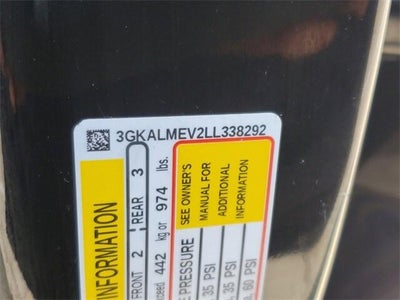 3GKALMEV2LL338292
INFORMATION
FRONT 2 REAR 3
442 kg or 974 lbs.
SEE OWNER'S
MANUAL FOR
ADDITIONAL
INFORMATION
PRESSURE
35 PSI
35 PSI
60 PSI